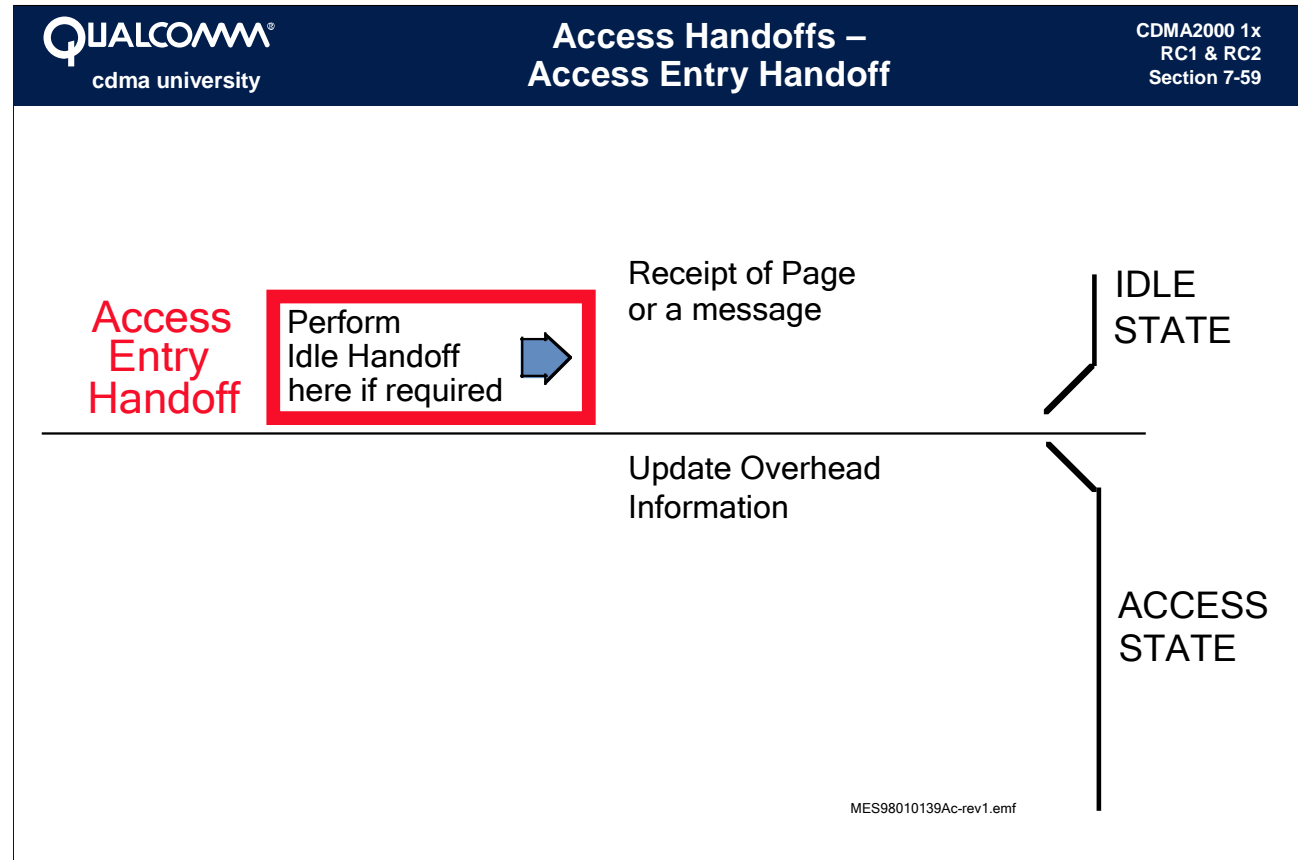 QUALCOMM®
cdma university
Access Handoffs –
Access Entry Handoff
CDMA2000 1x
RC1 & RC2
Section 7-59
Access
Entry
Handoff
Perform
Idle Handoff
here if required
Receipt of Page
or a message
IDLE
STATE
Update Overhead
Information
ACCESS
STATE
MES98010139Ac-rev1.emf